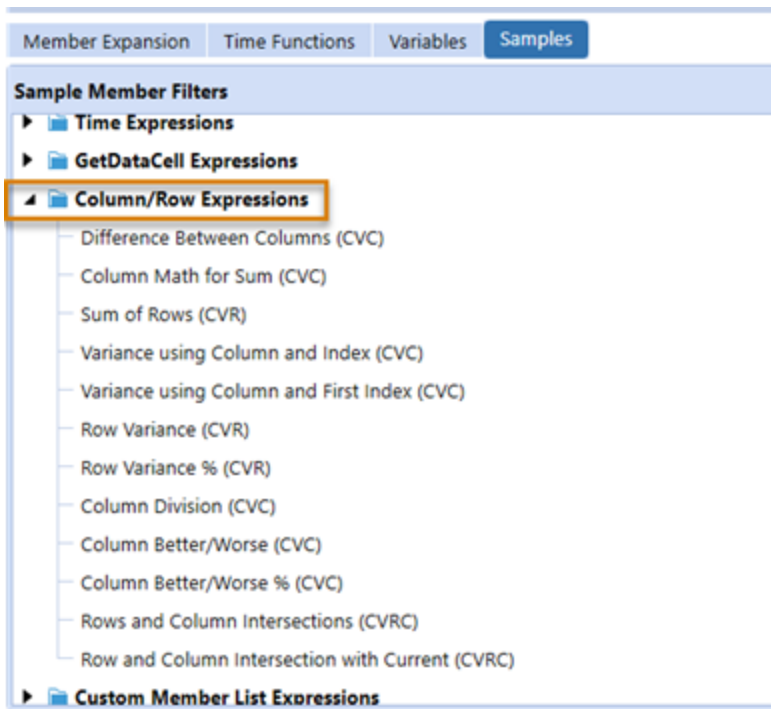 Member Expansion Time Functions Variables Samples
Sample Member Filters
Time Expressions
GetDataCell Expressions
Column/Row Expressions
Difference Between Columns (CVC)
Column Math for Sum (CVC)
Sum of Rows (CVR)
Variance using Column and Index (CVC)
Variance using Column and First Index (CVC)
Row Variance (CVR)
Row Variance % (CVR)
Column Division (CVC)
Column Better/Worse (CVC)
Column Better/Worse % (CVC)
Rows and Column Intersections (CVRC)
Row and Column Intersection with Current (CVRC)
Custom Member List Expressions